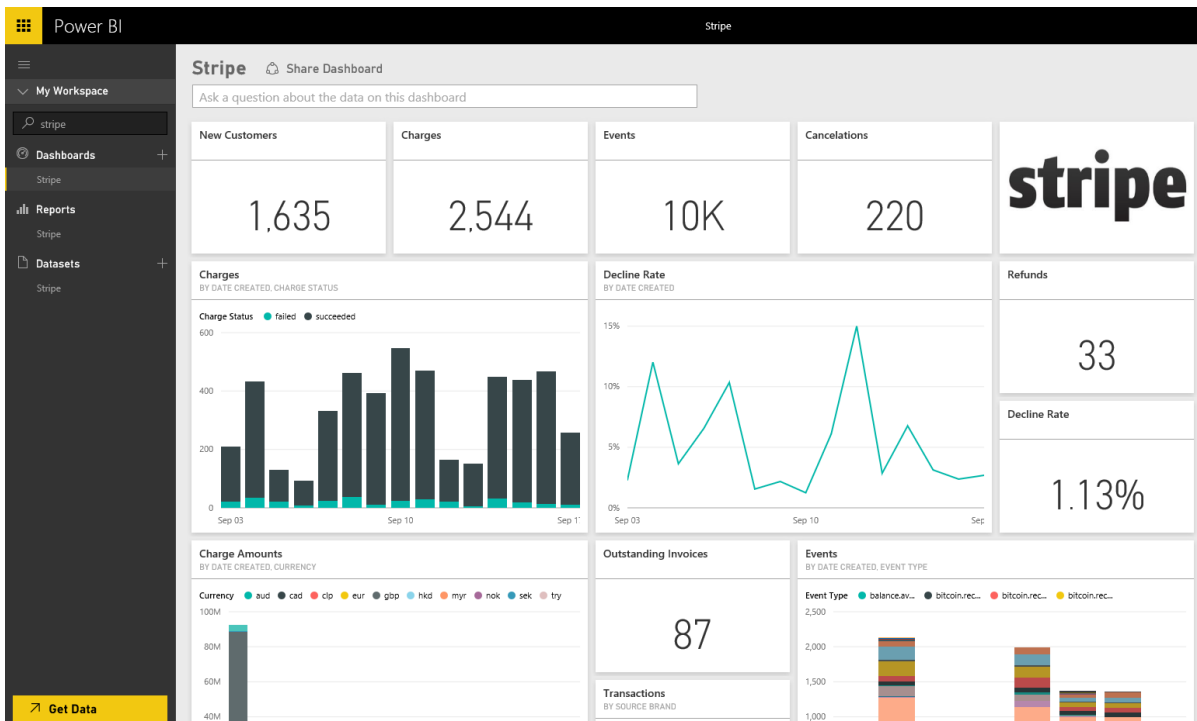 Power BI
Stripe
Stripe Share Dashboard
My Workspace
Ask a question about the data on this dashboard
stripe
Dashboards
Stripe
Reports
Stripe
Datasets
Stripe
Get Data
New Customers
1,635
Charges
2,544
Events
10K
Cancelations
220
stripe
Charges
BY DATE CREATED, CHARGE STATUS
Charge Status failed succeeded
600
400
200
0
Sep 03 Sep 10 Sep 1
Decline Rate
BY DATE CREATED
15%
10%
5%
0%
Sep 03 Sep 10 Sep
Refunds
33
Decline Rate
1.13%
Charge Amounts
BY DATE CREATED, CURRENCY
Currency aud cad clp eur gbp hkd myr nok sek try
100M
80M
60M
40M
Outstanding Invoices
87
Transactions
BY SOURCE BRAND
Events
BY DATE CREATED, EVENT TYPE
Event Type balance.av... bitcoin.rec... bitcoin.rec... bitcoin.rec...
2,500
2,000
1,500
1,000